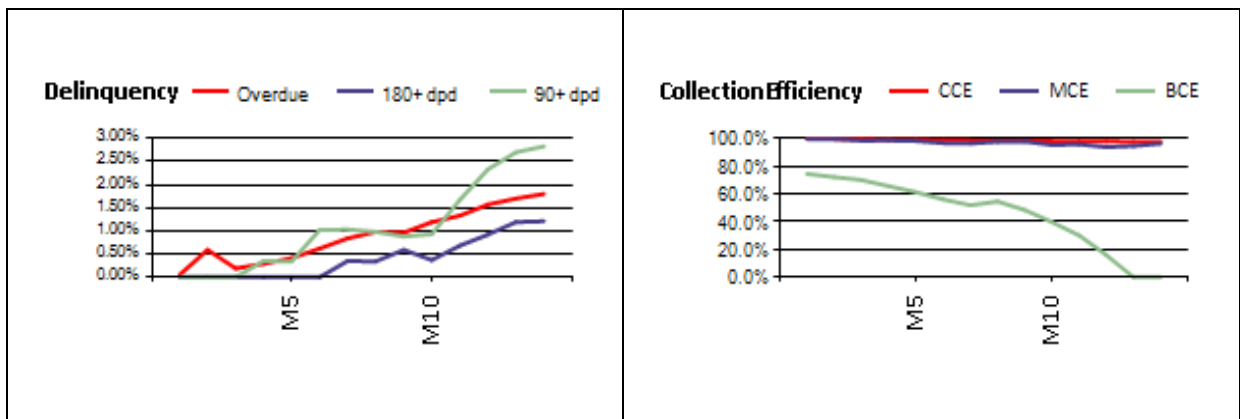 Delinquency Overdue 180+ dpd 90+ dpd
3.00%
2.50%
2.00%
1.50%
1.00%
0.50%
0.00%
M5
M10
Collection Efficiency CCE MCE BCE
100.0%
80.0%
60.0%
40.0%
20.0%
0.0%
M5
M10